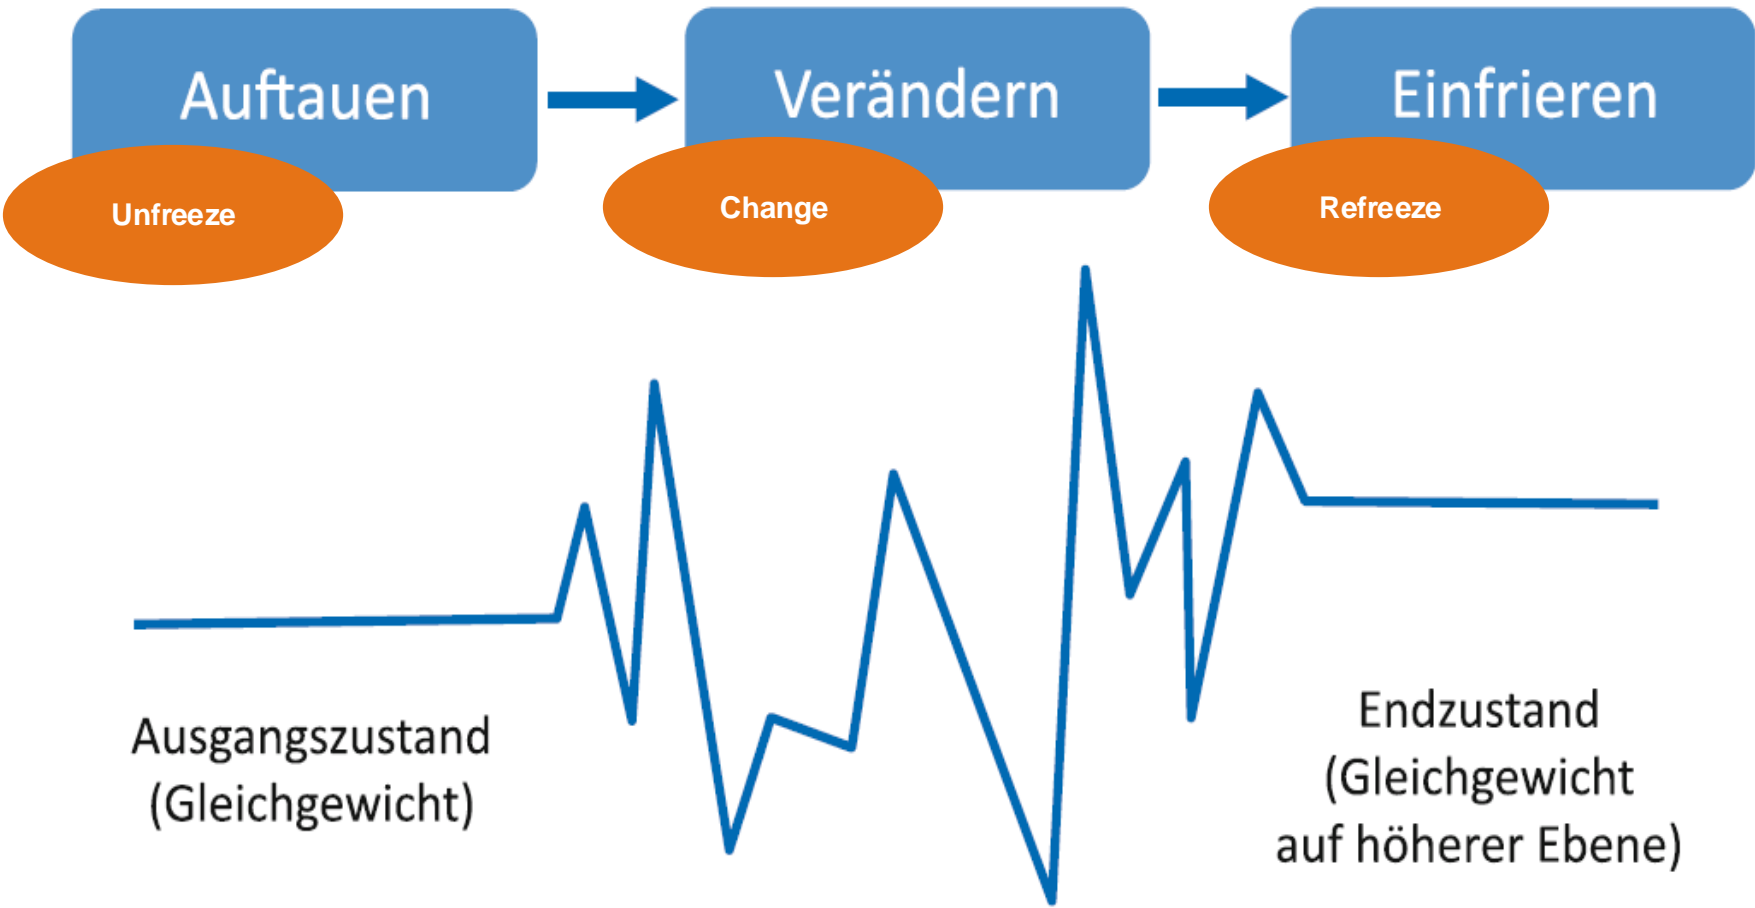 Auftauen
Verändern
Einfrieren
Unfreeze
Change
Refreeze
Ausgangszustand
(Gleichgewicht)
Endzustand
(Gleichgewicht
auf höherer Ebene)